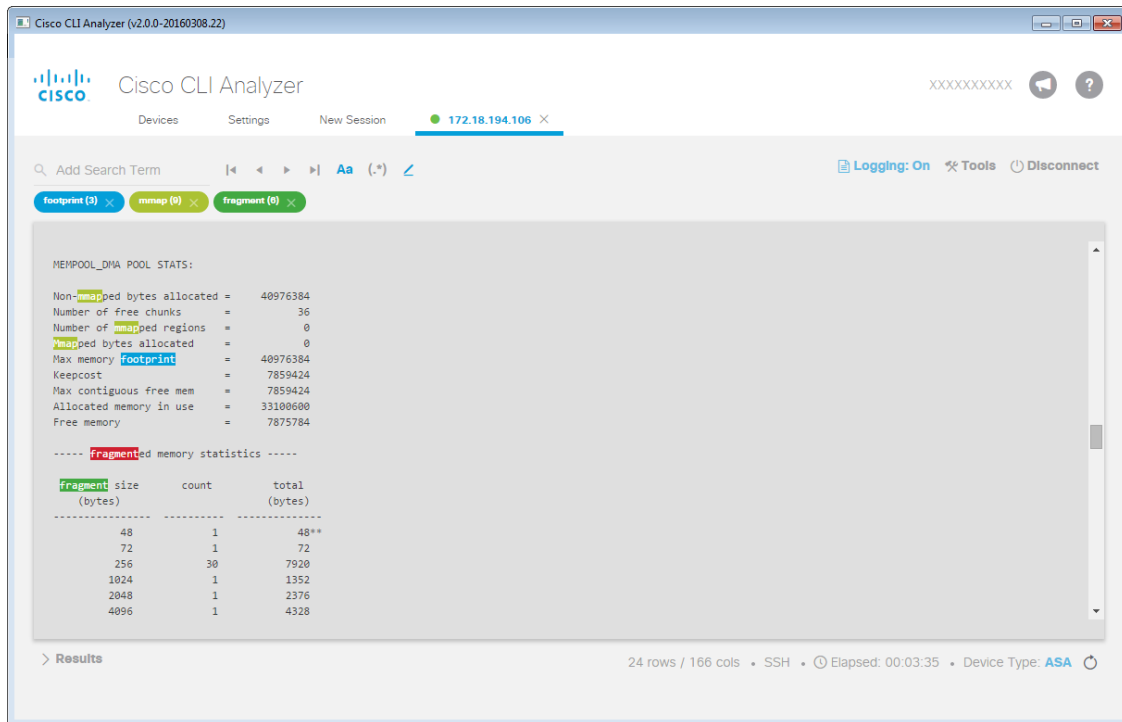 Cisco CLI Analyzer (v2.0.0-20160308.22)
CISCO. Cisco CLI Analyzer XXXXXXXXXX ?
Devices Settings New Session 172.18.194.106 ×
Add Search Term Aa (.*) Logging: On Tools Disconnect
footprint (3) × mmap (9) × fragment (6) ×
MEMPOOL_DMA POOL STATS:
Non-mmapped bytes allocated = 40976384
Number of free chunks = 36
Number of mmapped regions = 0
Mmapped bytes allocated = 0
Max memory footprint = 40976384
Keepcost = 7859424
Max contiguous free mem = 7859424
Allocated memory in use = 33100600
Free memory = 7875784
----- fragmented memory statistics -----
fragment size count total
(bytes) (bytes)
---------------- ---------- --------------
48 1 48**
72 1 72
256 30 7920
1024 1 1352
2048 1 2376
4096 1 4328
> Results 24 rows / 166 cols • SSH • Elapsed: 00:03:35 • Device Type: ASA